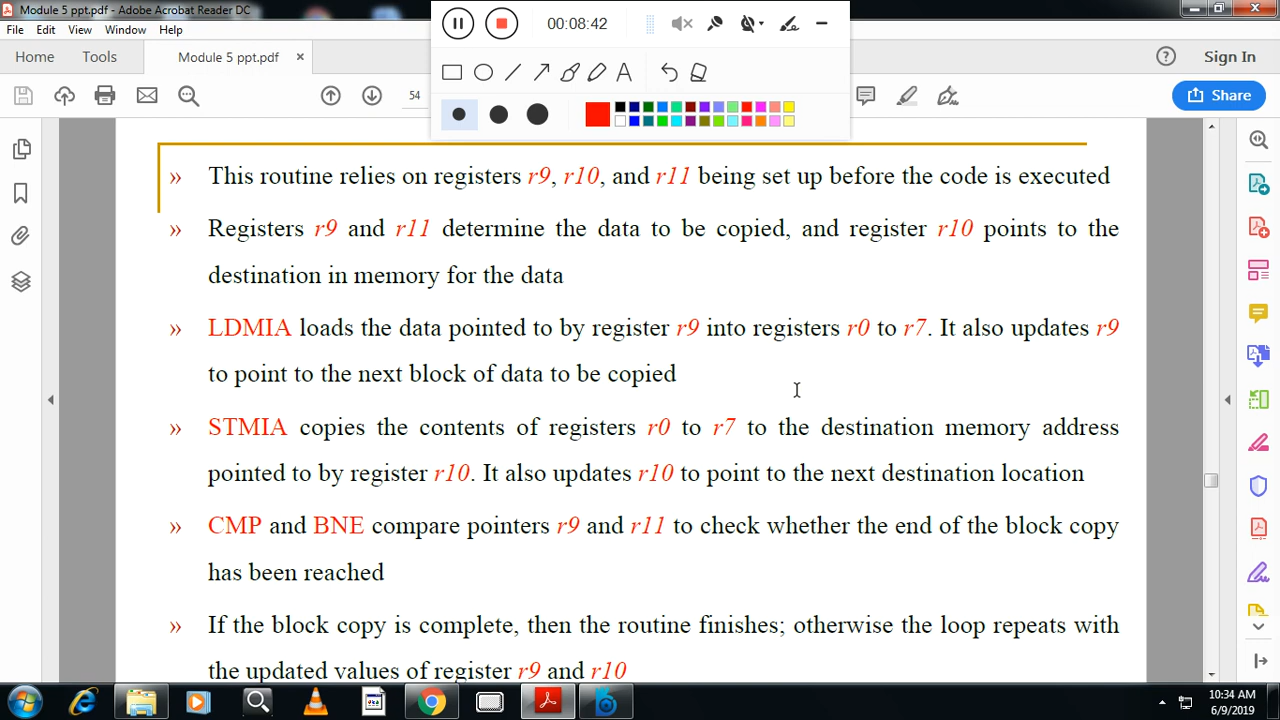 Module 5 ppt.pdf - Adobe Acrobat Reader DC
File Edit View Window Help
00:08:42
Home Tools Module 5 ppt.pdf × Sign In
54
Share
» This routine relies on registers r9, r10, and r11 being set up before the code is executed
» Registers r9 and r11 determine the data to be copied, and register r10 points to the
destination in memory for the data
» LDMIA loads the data pointed to by register r9 into registers r0 to r7. It also updates r9
to point to the next block of data to be copied
» STMIA copies the contents of registers r0 to r7 to the destination memory address
pointed to by register r10. It also updates r10 to point to the next destination location
» CMP and BNE compare pointers r9 and r11 to check whether the end of the block copy
has been reached
» If the block copy is complete, then the routine finishes; otherwise the loop repeats with
the updated values of register r9 and r10
10:34 AM
6/9/2019